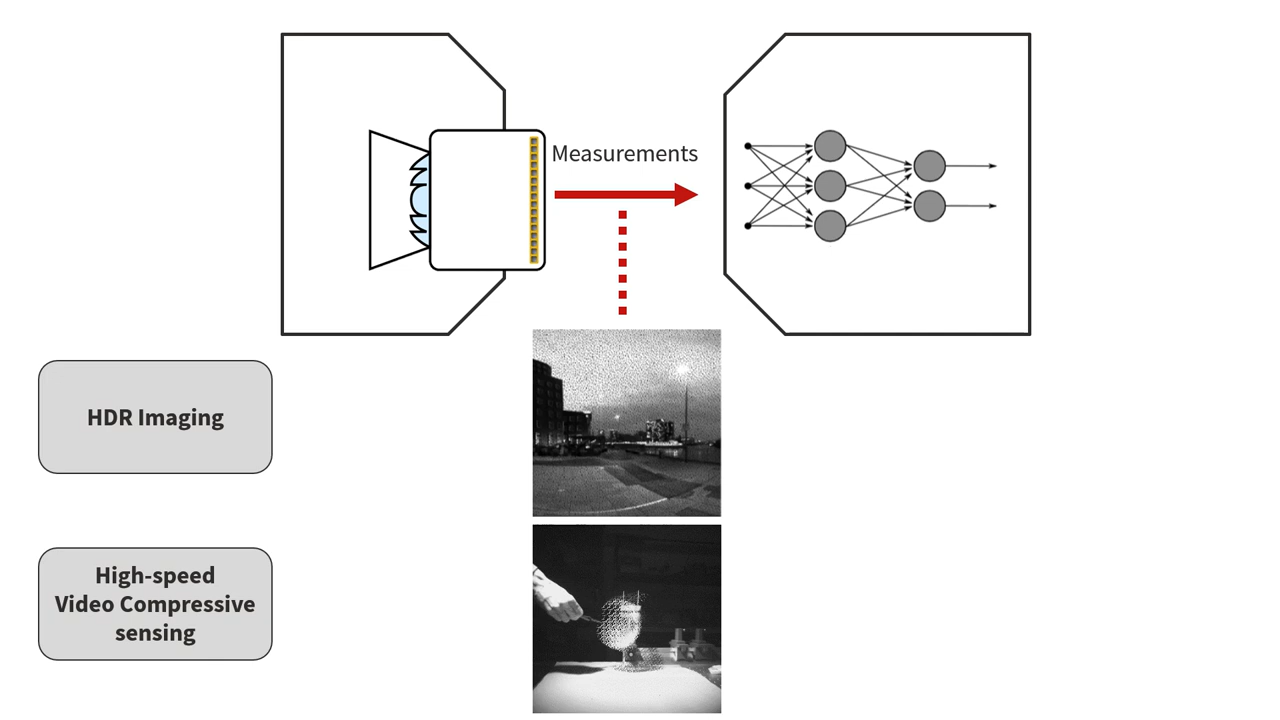 Measurements
HDR Imaging
High-speed
Video Compressive
sensing